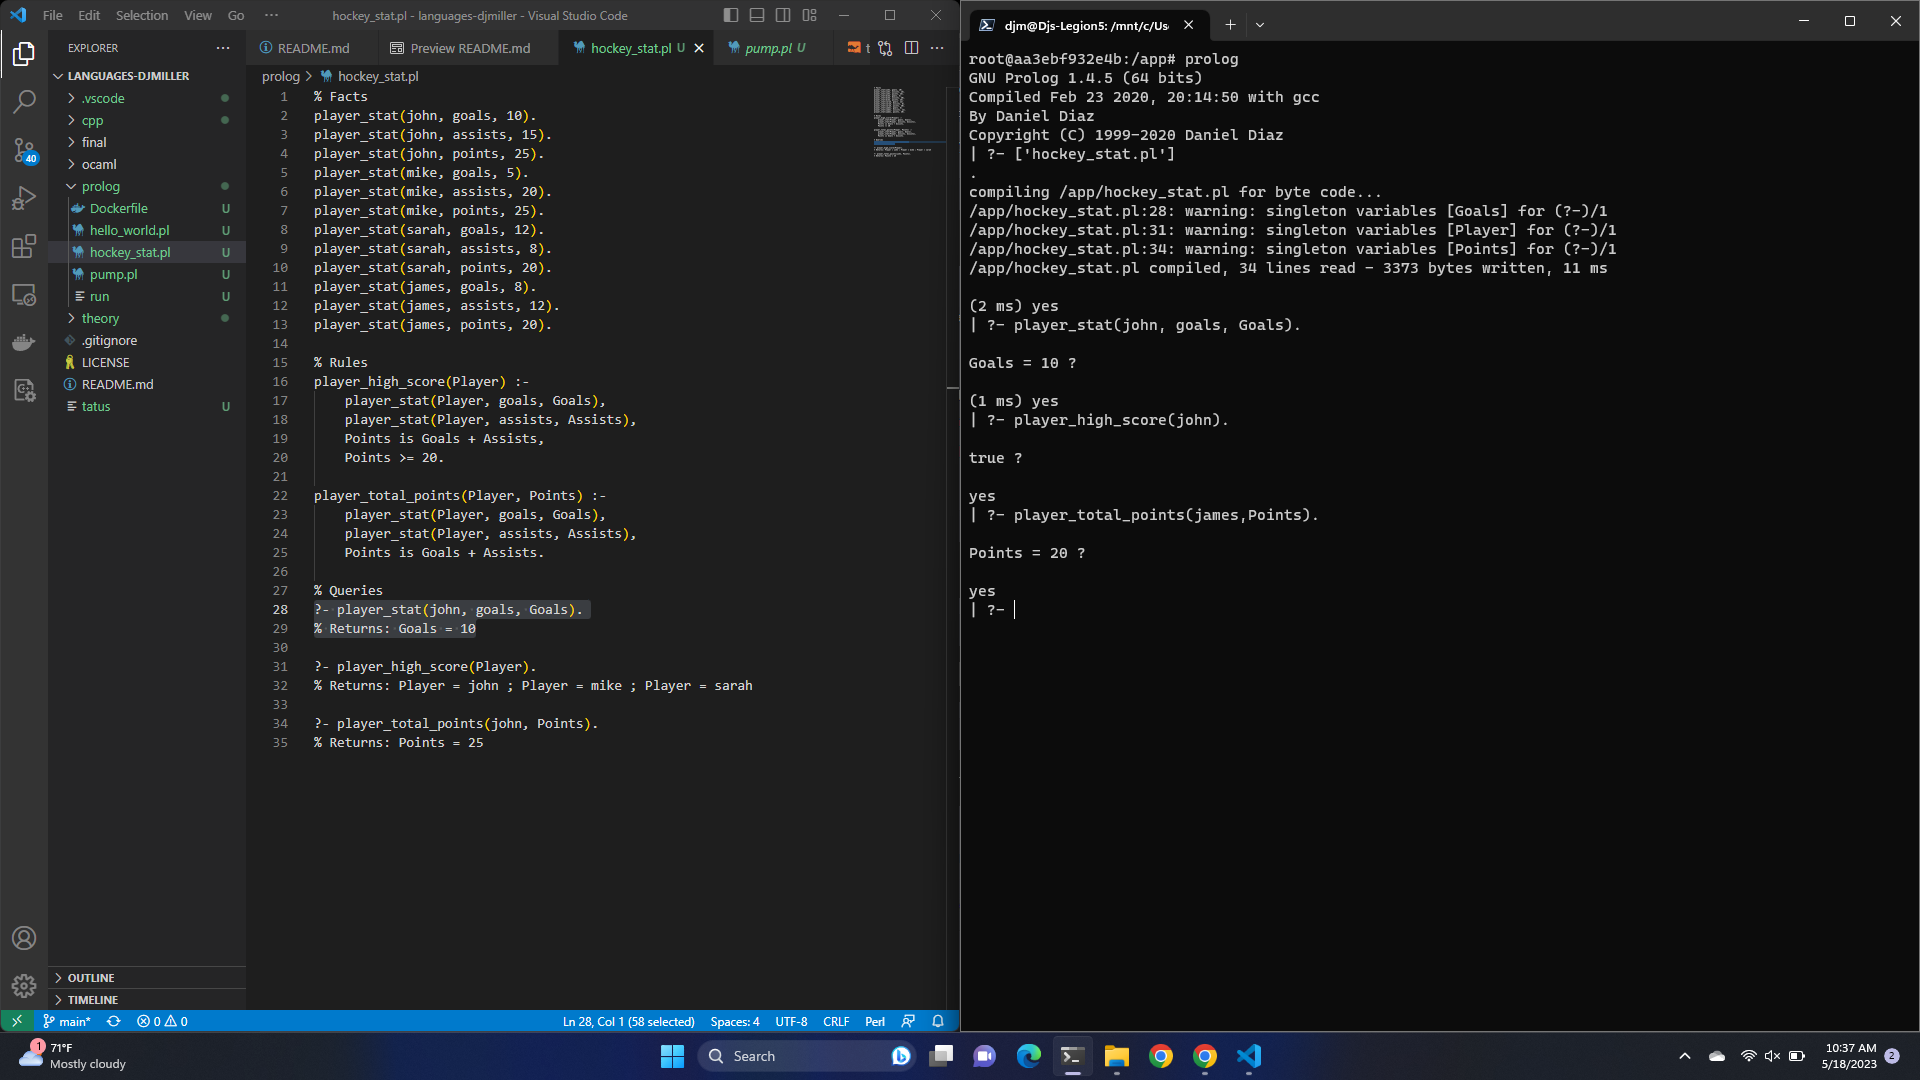 File Edit Selection View Go ··· hockey_stat.pl - languages-djmiller - Visual Studio Code
EXPLORER ···
LANGUAGES-DJMILLER
.vscode
cpp
final
ocaml
prolog
Dockerfile U
hello_world.pl U
hockey_stat.pl U
pump.pl U
run U
theory
.gitignore
LICENSE
README.md
tatus U
OUTLINE
TIMELINE
40
README.md Preview README.md hockey_stat.pl U pump.pl U t ···
prolog > hockey_stat.pl
1 % Facts
2 player_stat(john, goals, 10).
3 player_stat(john, assists, 15).
4 player_stat(john, points, 25).
5 player_stat(mike, goals, 5).
6 player_stat(mike, assists, 20).
7 player_stat(mike, points, 25).
8 player_stat(sarah, goals, 12).
9 player_stat(sarah, assists, 8).
10 player_stat(sarah, points, 20).
11 player_stat(james, goals, 8).
12 player_stat(james, assists, 12).
13 player_stat(james, points, 20).
14
15 % Rules
16 player_high_score(Player) :-
17 player_stat(Player, goals, Goals),
18 player_stat(Player, assists, Assists),
19 Points is Goals + Assists,
20 Points >= 20.
21
22 player_total_points(Player, Points) :-
23 player_stat(Player, goals, Goals),
24 player_stat(Player, assists, Assists),
25 Points is Goals + Assists.
26
27 % Queries
28 ?- player_stat(john, goals, Goals).
29 % Returns: Goals = 10
30
31 ?- player_high_score(Player).
32 % Returns: Player = john ; Player = mike ; Player = sarah
33
34 ?- player_total_points(john, Points).
35 % Returns: Points = 25
main* 0 0 Ln 28, Col 1 (58 selected) Spaces: 4 UTF-8 CRLF Perl
djm@Djs-Legion5: /mnt/c/Us
root@aa3ebf932e4b:/app# prolog
GNU Prolog 1.4.5 (64 bits)
Compiled Feb 23 2020, 20:14:50 with gcc
By Daniel Diaz
Copyright (C) 1999-2020 Daniel Diaz
| ?- ['hockey_stat.pl']
.
compiling /app/hockey_stat.pl for byte code...
/app/hockey_stat.pl:28: warning: singleton variables [Goals] for (?-)/1
/app/hockey_stat.pl:31: warning: singleton variables [Player] for (?-)/1
/app/hockey_stat.pl:34: warning: singleton variables [Points] for (?-)/1
/app/hockey_stat.pl compiled, 34 lines read - 3373 bytes written, 11 ms
(2 ms) yes
| ?- player_stat(john, goals, Goals).
Goals = 10 ?
(1 ms) yes
| ?- player_high_score(john).
true ?
yes
| ?- player_total_points(james,Points).
Points = 20 ?
yes
| ?-
1
71°F
Mostly cloudy
Search
10:37 AM
5/18/2023
2